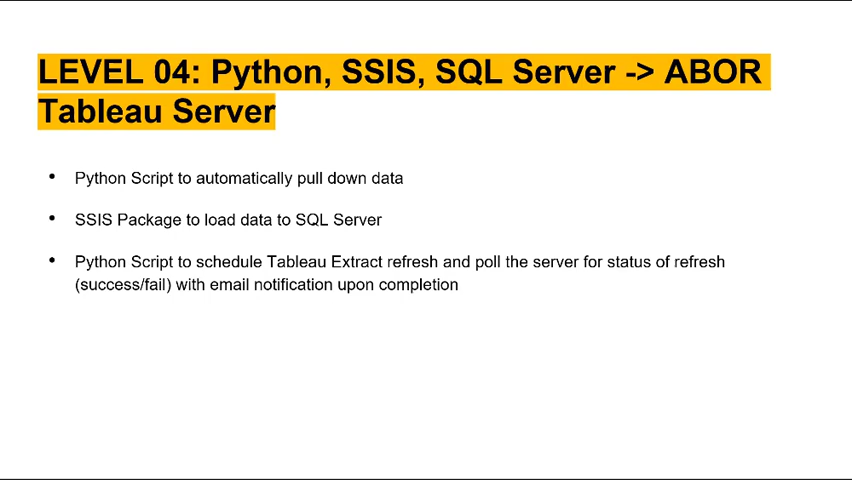 LEVEL 04: Python, SSIS, SQL Server -> ABOR
Tableau Server
• Python Script to automatically pull down data
• SSIS Package to load data to SQL Server
• Python Script to schedule Tableau Extract refresh and poll the server for status of refresh
(success/fail) with email notification upon completion